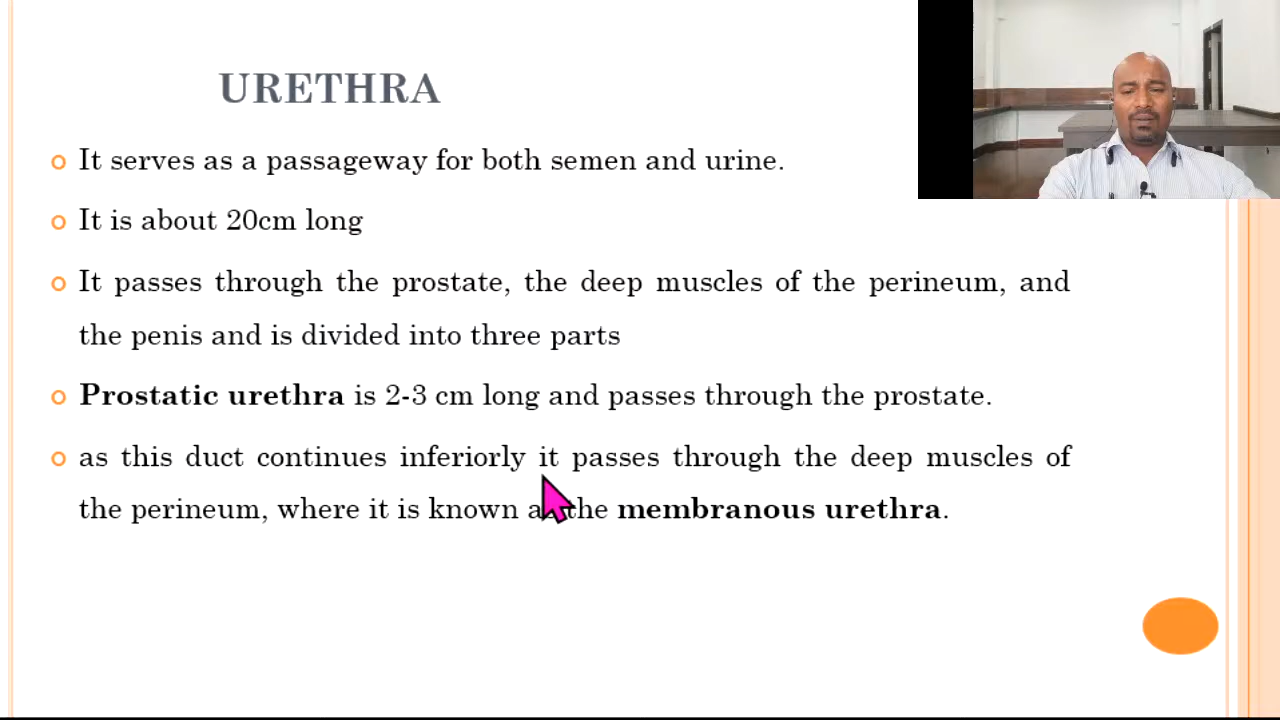 URETHRA
It serves as a passageway for both semen and urine.
It is about 20cm long
It passes through the prostate, the deep muscles of the perineum, and
the penis and is divided into three parts
Prostatic urethra is 2-3 cm long and passes through the prostate.
as this duct continues inferiorly it passes through the deep muscles of
the perineum, where it is known as the membranous urethra.